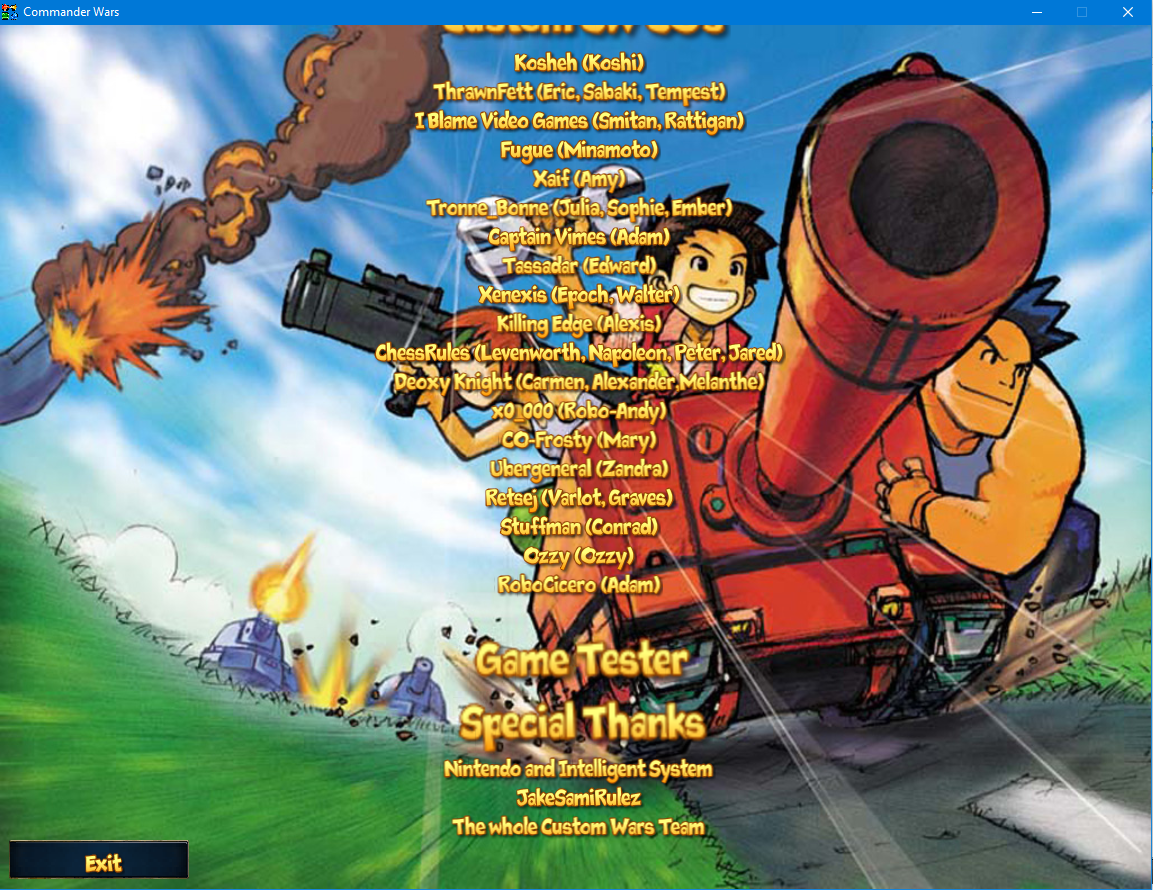 Commander Wars
Custom CW CO's
Kosheh (Koshi)
ThrawnFett (Eric, Sabaki, Tempest)
I Blame Video Games (Smitan, Rattigan)
Fugue (Minamoto)
Xaif (Amy)
Tronne_Bonne (Julia, Sophie, Ember)
Captain Vimes (Adam)
Tassadar (Edward)
Xenexis (Epoch, Walter)
Killing Edge (Alexis)
ChessRules (Levenworth, Napoleon, Peter, Jared)
Deoxy Knight (Carmen, Alexander,Melanthe)
x0_000 (Robo-Andy)
CO-Frosty (Mary)
Ubergeneral (Zandra)
Retsej (Varlot, Graves)
Stuffman (Conrad)
Ozzy (Ozzy)
RoboCicero (Adam)
Game Tester
Special Thanks
Nintendo and Intelligent System
JakeSamiRulez
The whole Custom Wars Team
Exit